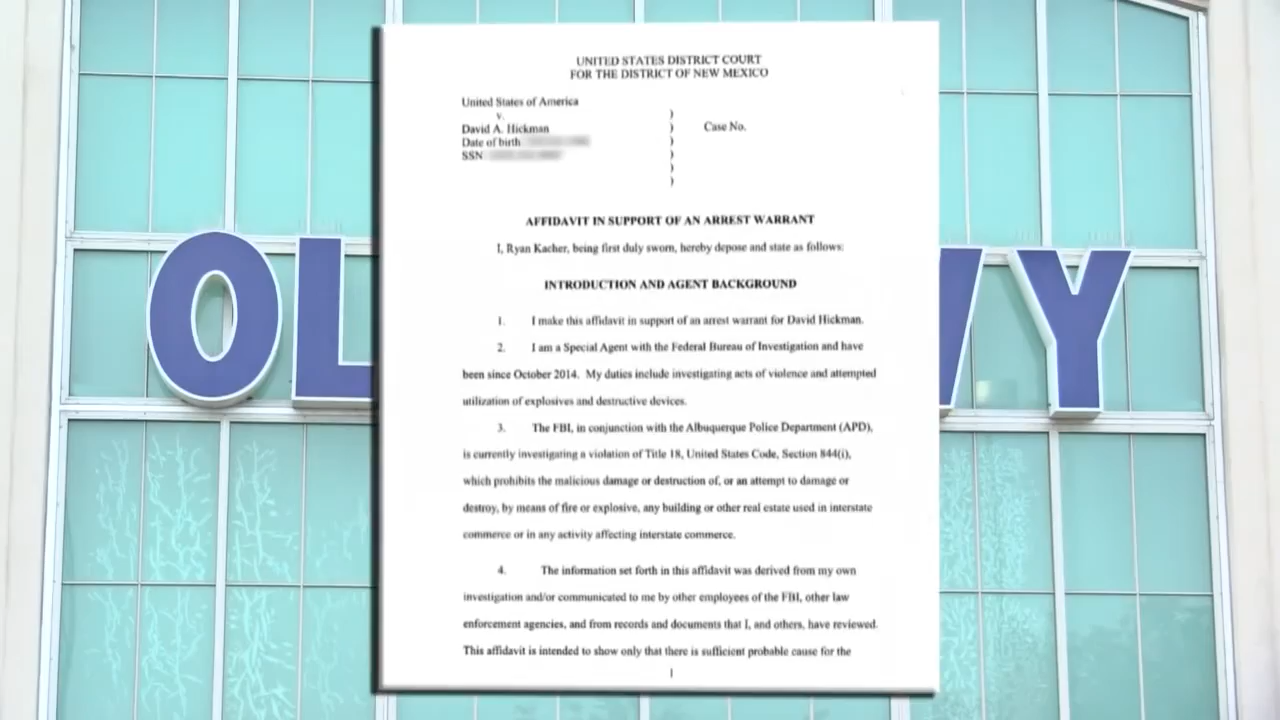 UNITED STATES DISTRICT COURT
FOR THE DISTRICT OF NEW MEXICO
United States of America
v.
David A. Hickman
Date of birth
SSN
)
)
)
)
)
)
Case No.
AFFIDAVIT IN SUPPORT OF AN ARREST WARRANT
I, Ryan Kacher, being first duly sworn, hereby depose and state as follows:
INTRODUCTION AND AGENT BACKGROUND
1. I make this affidavit in support of an arrest warrant for David Hickman.
2. I am a Special Agent with the Federal Bureau of Investigation and have
been since October 2014. My duties include investigating acts of violence and attempted
utilization of explosives and destructive devices.
3. The FBI, in conjunction with the Albuquerque Police Department (APD),
is currently investigating a violation of Title 18, United States Code, Section 844(i),
which prohibits the malicious damage or destruction of, or an attempt to damage or
destroy, by means of fire or explosive, any building or other real estate used in interstate
commerce or in any activity affecting interstate commerce.
4. The information set forth in this affidavit was derived from my own
investigation and/or communicated to me by other employees of the FBI, other law
enforcement agencies, and from records and documents that I, and others, have reviewed.
This affidavit is intended to show only that there is sufficient probable cause for the
1
OL
VY